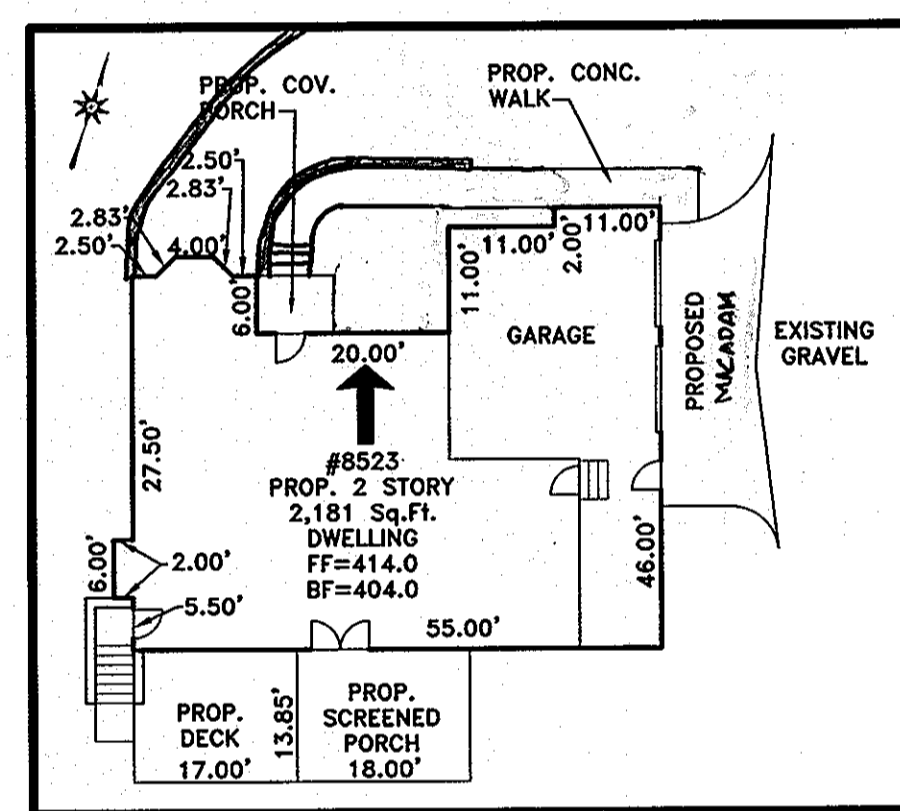 PROP. COV.
PORCH
PROP. CONC.
WALK
2.50'
2.83'
2.83'
2.50'
4.00'
6.00'
11.00'
11.00'
2.00'
11.00'
GARAGE
PROPOSED
MACADAM
EXISTING
GRAVEL
20.00'
27.50'
#8523
PROP. 2 STORY
2,181 Sq.Ft.
DWELLING
FF=414.0
BF=404.0
6.00'
2.00'
5.50'
46.00'
55.00'
PROP.
DECK
17.00'
13.85'
PROP.
SCREENED
PORCH
18.00'